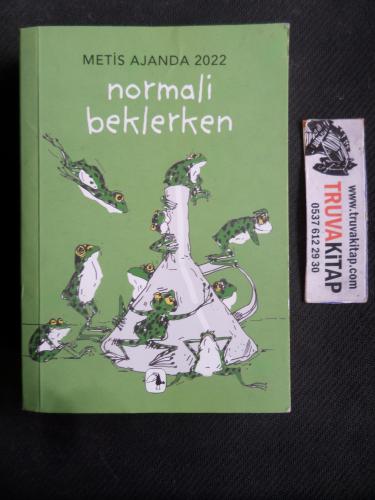 METİS AJANDA 2022
normali
beklerken
www.truvakitap.com
TRUVAKİTAP
0537 612 29 30